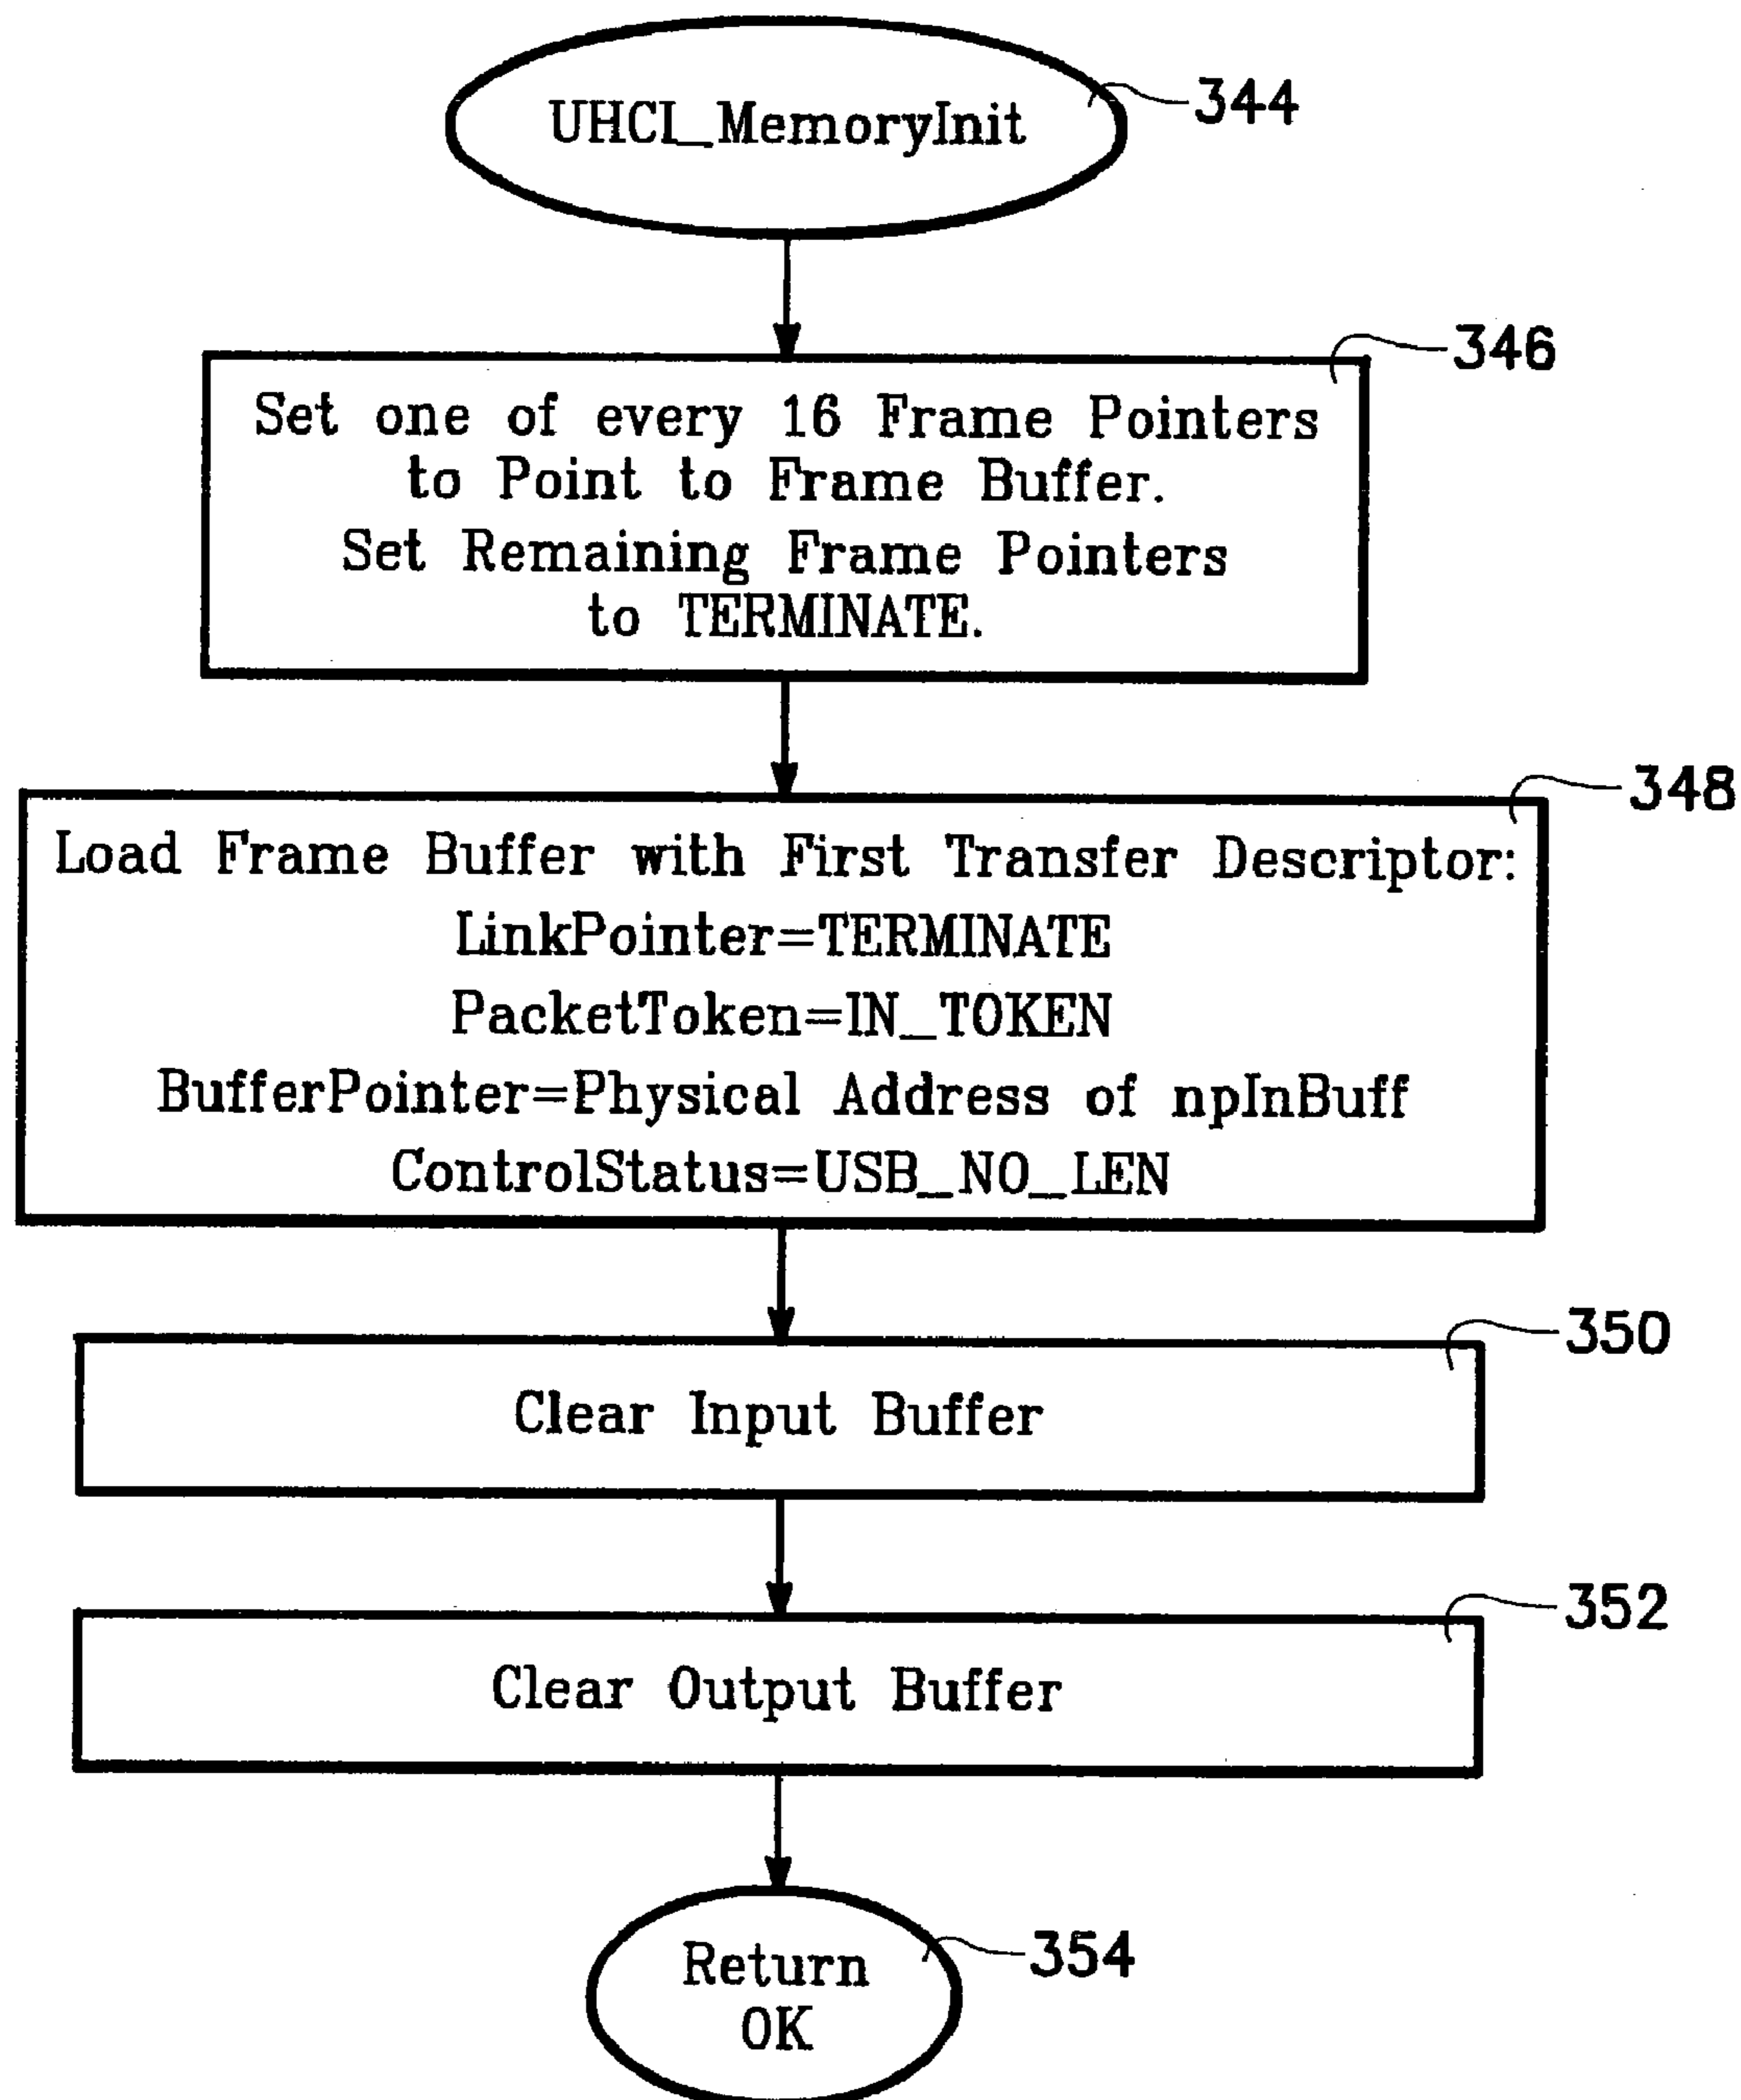 UHCI_MemoryInit
344
346
Set one of every 16 Frame Pointers
to Point to Frame Buffer.
Set Remaining Frame Pointers
to TERMINATE.
348
Load Frame Buffer with First Transfer Descriptor:
LinkPointer=TERMINATE
PacketToken=IN_TOKEN
BufferPointer=Physical Address of npInBuff
ControlStatus=USB_NO_LEN
350
Clear Input Buffer
352
Clear Output Buffer
354
Return
OK